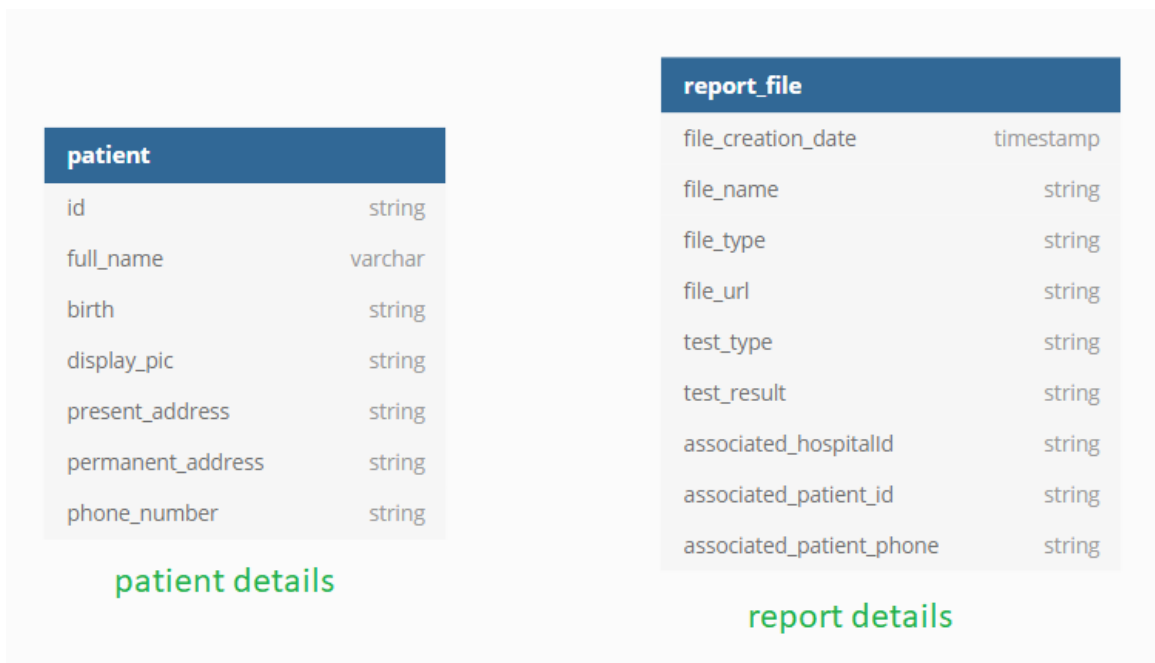 patient
id string
full_name varchar
birth string
display_pic string
present_address string
permanent_address string
phone_number string
patient details
report_file
file_creation_date timestamp
file_name string
file_type string
file_url string
test_type string
test_result string
associated_hospitalId string
associated_patient_id string
associated_patient_phone string
report details